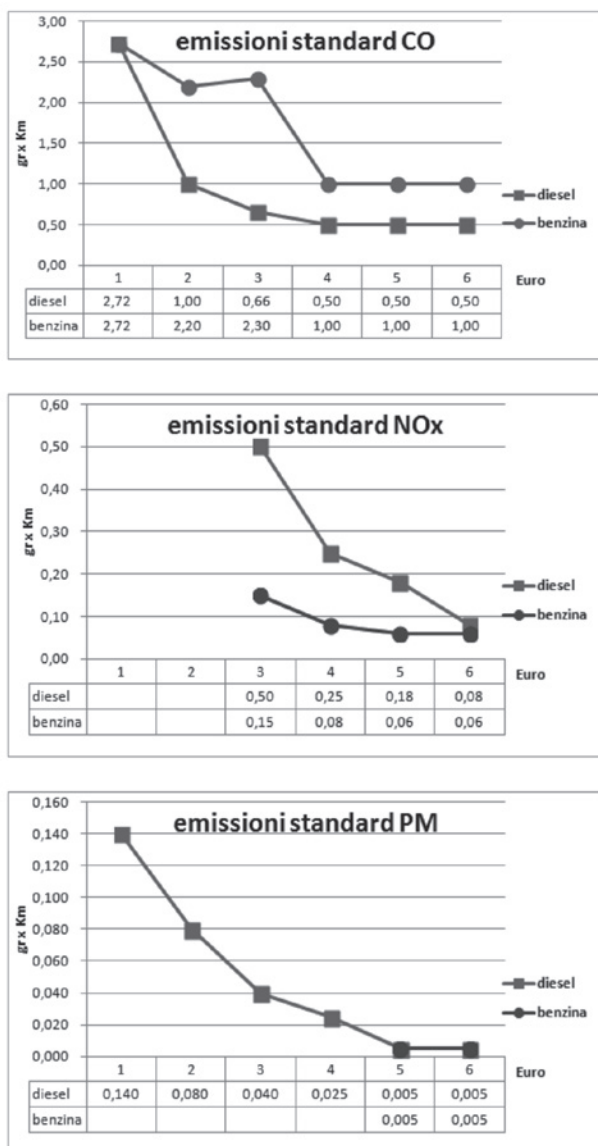 emissioni standard CO
3,00
2,50
2,00
1,50
1,00
0,50
0,00
gr x Km
diesel
benzina
1 2 3 4 5 6 Euro
diesel 2,72 1,00 0,66 0,50 0,50 0,50
benzina 2,72 2,20 2,30 1,00 1,00 1,00
emissioni standard NOx
0,60
0,50
0,40
0,30
0,20
0,10
0,00
gr x Km
diesel
benzina
1 2 3 4 5 6 Euro
diesel 0,50 0,25 0,18 0,08
benzina 0,15 0,08 0,06 0,06
emissioni standard PM
0,160
0,140
0,120
0,100
0,080
0,060
0,040
0,020
0,000
gr x Km
diesel
benzina
1 2 3 4 5 6 Euro
diesel 0,140 0,080 0,040 0,025 0,005 0,005
benzina 0,005 0,005